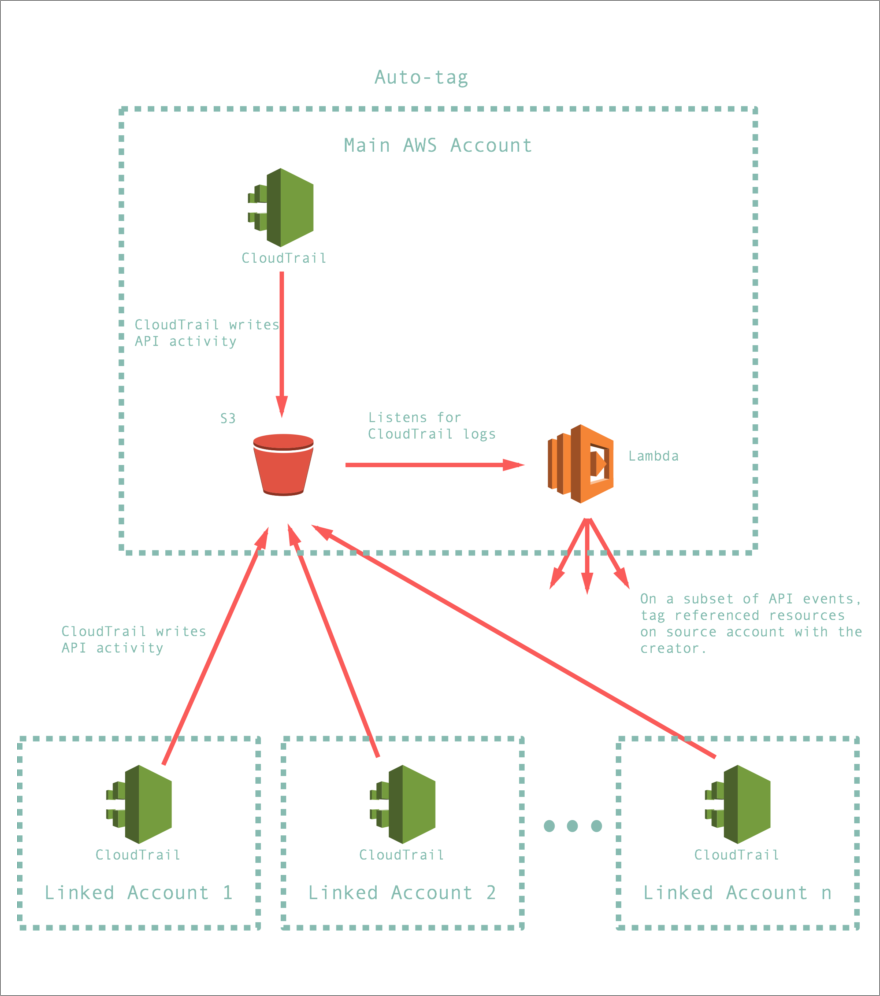 Auto-tag
Main AWS Account
CloudTrail
CloudTrail writes
API activity
S3
Listens for
CloudTrail logs
Lambda
On a subset of API events,
tag referenced resources
on source account with the
creator.
CloudTrail writes
API activity
CloudTrail
Linked Account 1
CloudTrail
Linked Account 2
CloudTrail
Linked Account n